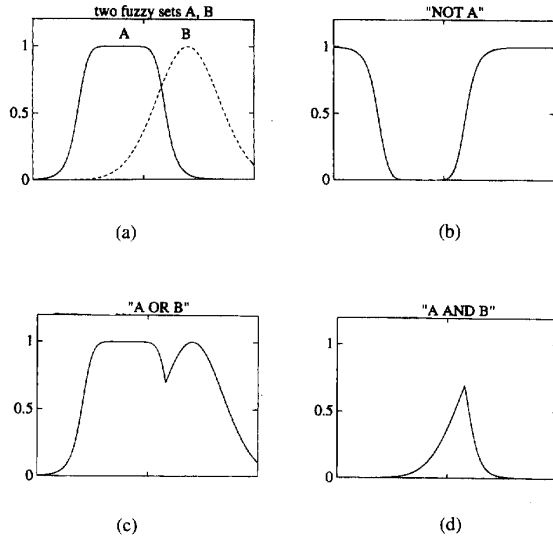 two fuzzy sets A, B
A
B
1
0.5
0
(a)
"NOT A"
1
0.5
0
(b)
"A OR B"
1
0.5
0
(c)
"A AND B"
1
0.5
0
(d)